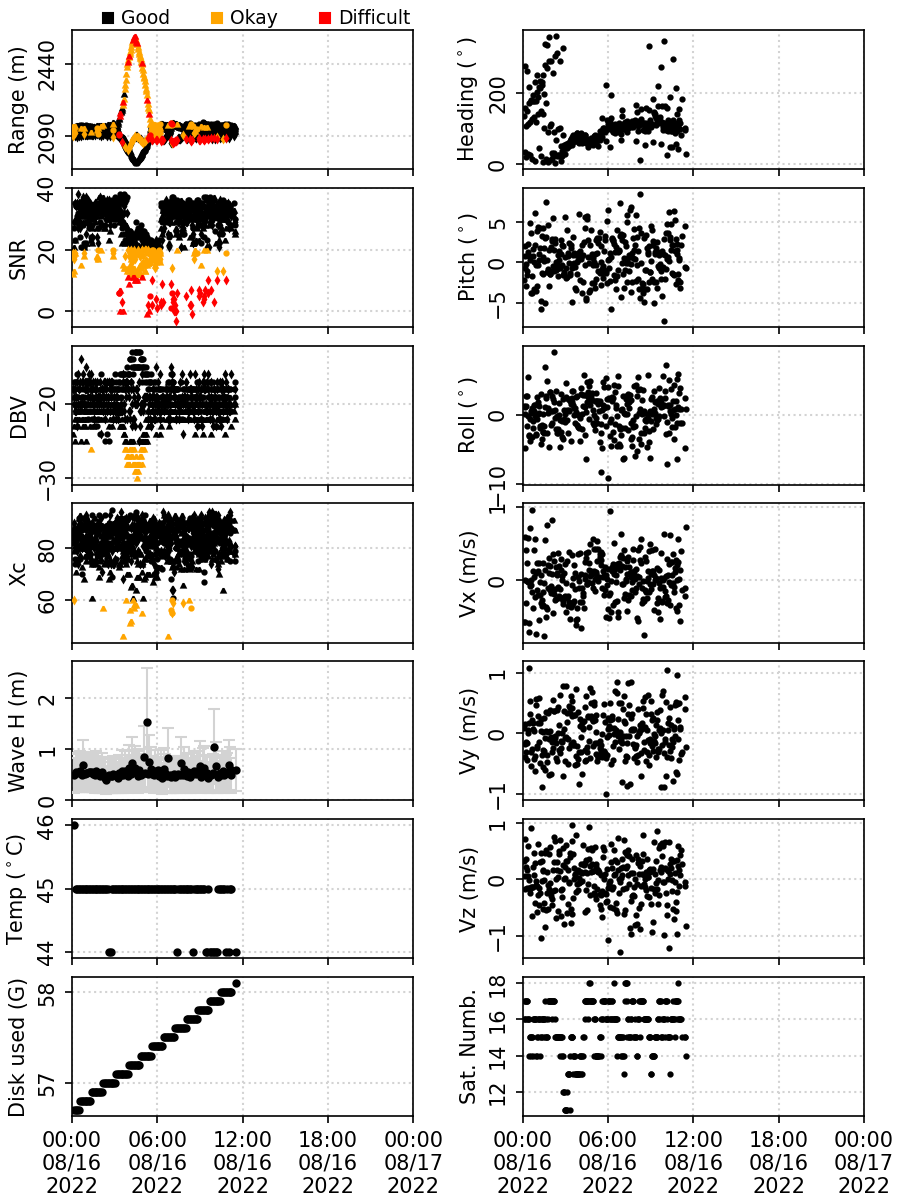 Good Okay Difficult
Range (m)
2440
2090
SNR
40
20
0
DBV
−20
−30
Xc
80
60
Wave H (m)
2
1
0
Temp (°C)
46
45
44
Disk used (G)
58
57
00:00 06:00 12:00 18:00 00:00
08/16 08/16 08/16 08/16 08/17
2022 2022 2022 2022 2022
Heading (°)
200
0
Pitch (°)
5
0
−5
Roll (°)
0
−10
Vx (m/s)
1
0
Vy (m/s)
1
0
−1
Vz (m/s)
1
0
−1
Sat. Numb.
18
16
14
12
00:00 06:00 12:00 18:00 00:00
08/16 08/16 08/16 08/16 08/17
2022 2022 2022 2022 2022